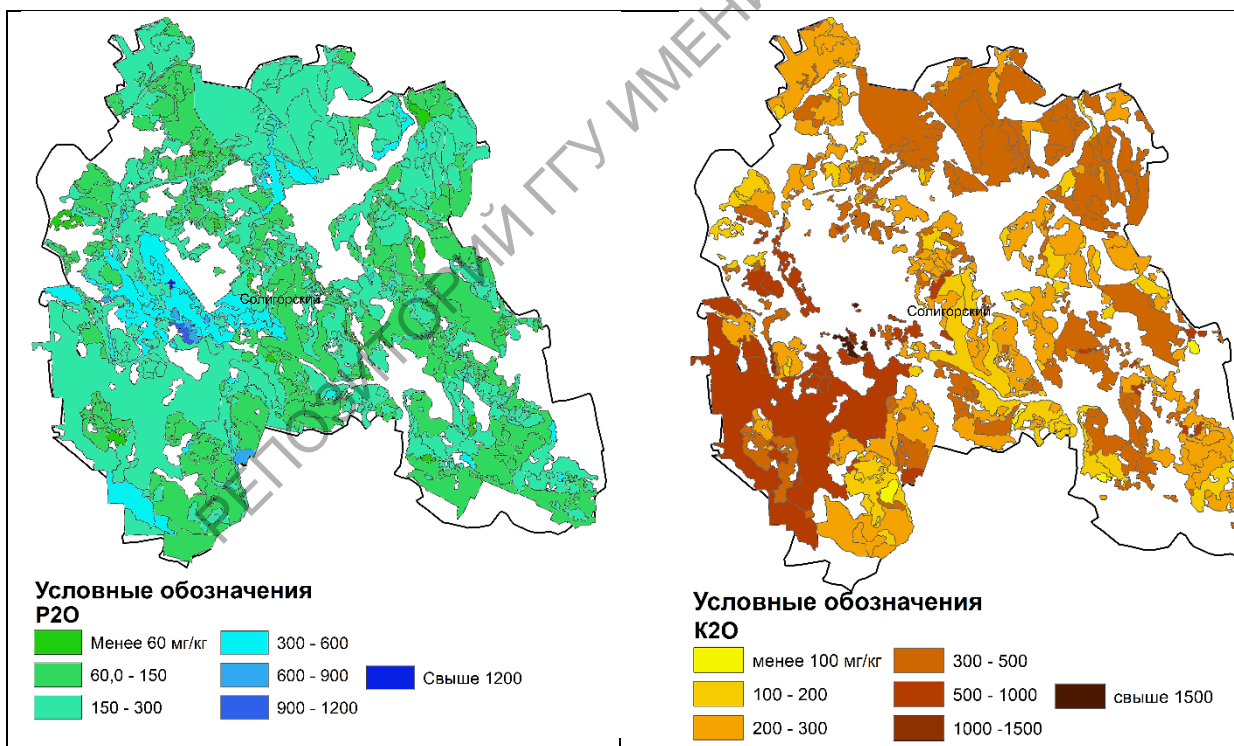 РЕПОЗИТОРИЙ ГГУ ИМЕНИ
Солигорский
Условные обозначения
P2O
Менее 60 мг/кг
60,0 - 150
150 - 300
300 - 600
600 - 900
900 - 1200
Свыше 1200
Солигорский
Условные обозначения
K2O
менее 100 мг/кг
100 - 200
200 - 300
300 - 500
500 - 1000
1000 -1500
свыше 1500